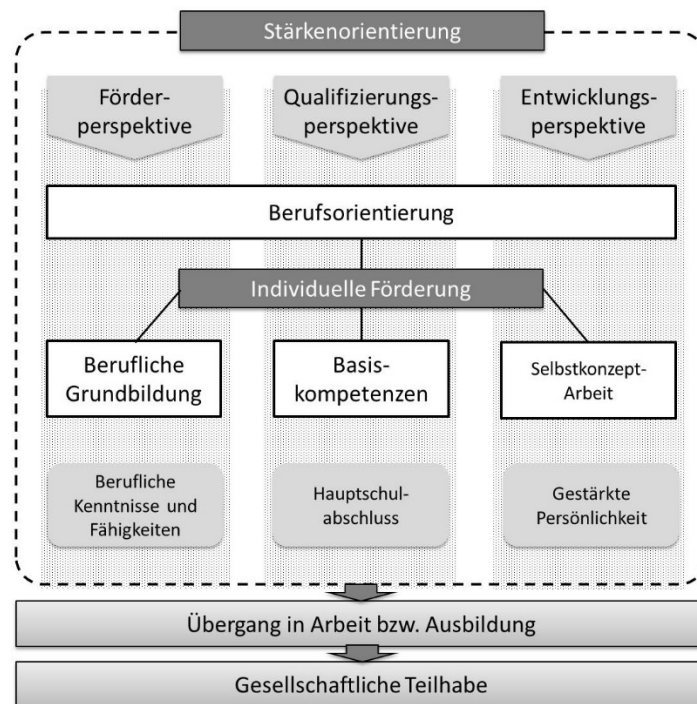 Stärkenorientierung
Förder-
perspektive
Qualifizierungs-
perspektive
Entwicklungs-
perspektive
Berufsorientierung
Individuelle Förderung
Berufliche
Grundbildung
Basis-
kompetenzen
Selbstkonzept-
Arbeit
Berufliche
Kenntnisse und
Fähigkeiten
Hauptschul-
abschluss
Gestärkte
Persönlichkeit
Übergang in Arbeit bzw. Ausbildung
Gesellschaftliche Teilhabe